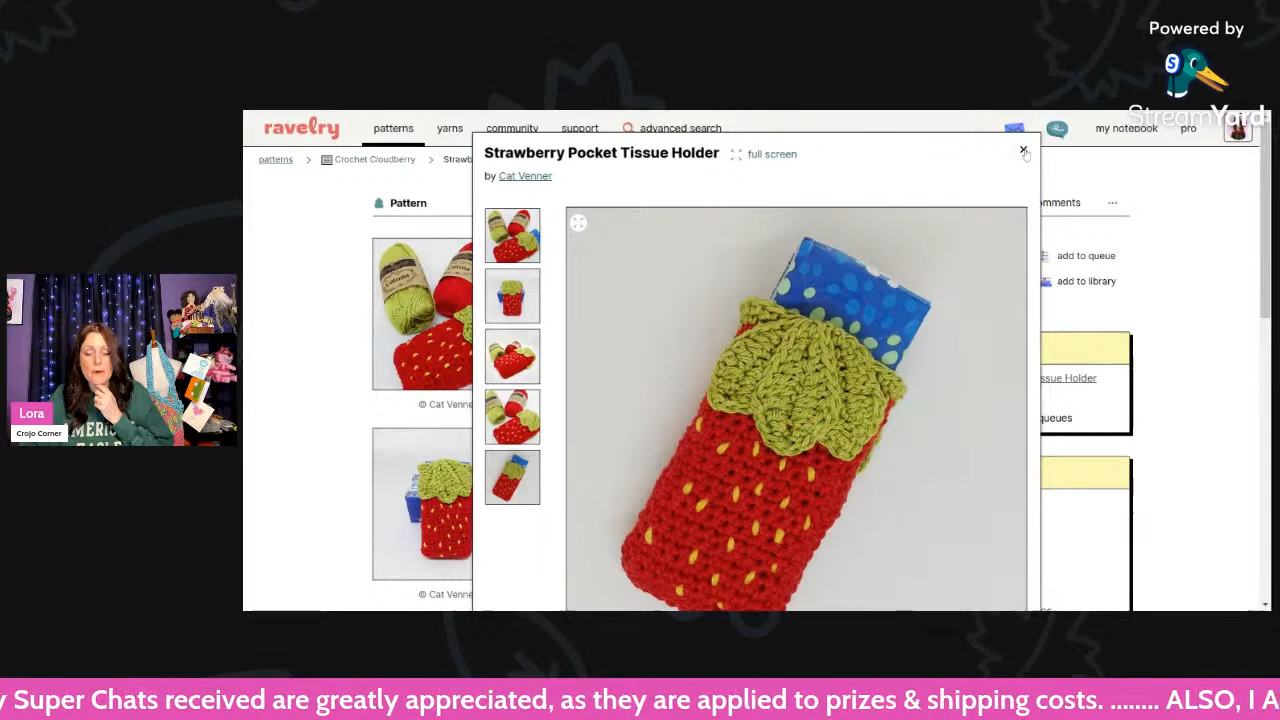 Powered by
StreamYard
ravelry
patterns
yarns
community
support
advanced search
my notebook
pro
patterns > Crochet Cloudberry >
Strawberry Pocket Tissue Holder
full screen
by Cat Venner
Pattern
add to queue
add to library
© Cat Venne
ssue Holder
queues
© Cat Venne
Lora
Crojo Corner
y Super Chats received are greatly appreciated, as they are applied to prizes & shipping costs. ........ ALSO, I A